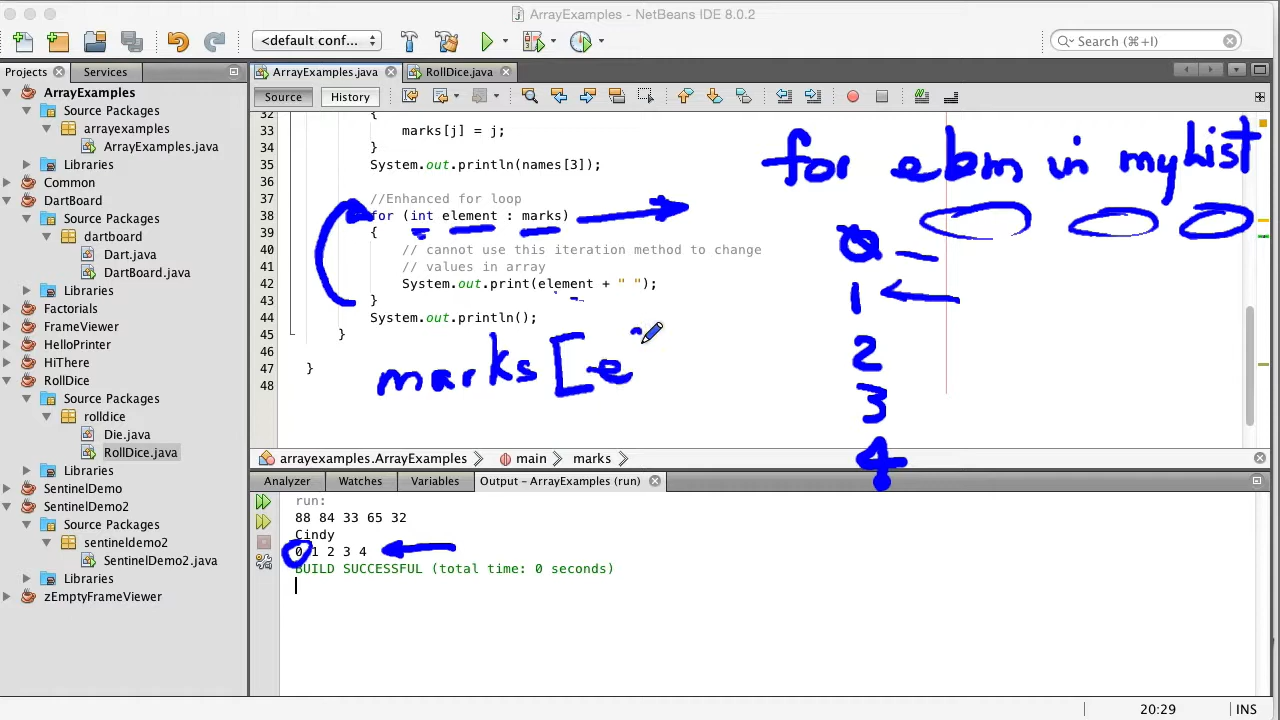 ArrayExamples - NetBeans IDE 8.0.2
<default conf...
Search (⌘+I)
Projects
Services
ArrayExamples.java
RollDice.java
Source
History
ArrayExamples
Source Packages
arrayexamples
ArrayExamples.java
Libraries
Common
DartBoard
Source Packages
dartboard
Dart.java
DartBoard.java
Libraries
Factorials
FrameViewer
HelloPrinter
HiThere
RollDice
Source Packages
rolldice
Die.java
RollDice.java
Libraries
SentinelDemo
SentinelDemo2
Source Packages
sentineldemo2
SentinelDemo2.java
Libraries
zEmptyFrameViewer
32 {
33 marks[j] = j;
34 }
35 System.out.println(names[3]);
36
37 //Enhanced for loop
38 for (int element : marks)
39 {
40 // cannot use this iteration method to change
41 // values in array
42 System.out.print(element + " ");
43 }
44 System.out.println();
45 }
46
47 }
48
for elem in myList
0
1
2
3
4
marks [e
arrayexamples.ArrayExamples
main
marks
Analyzer
Watches
Variables
Output - ArrayExamples (run)
run:
88 84 33 65 32
Cindy
0 1 2 3 4
BUILD SUCCESSFUL (total time: 0 seconds)
20:29
INS